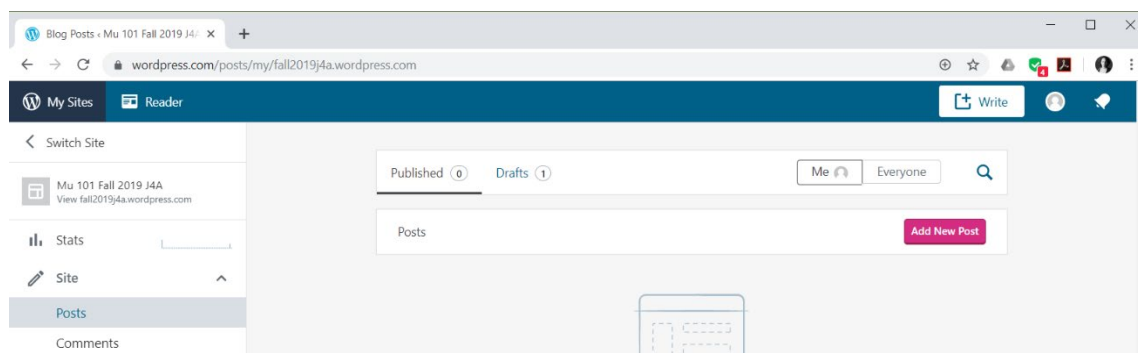 Blog Posts ‹ Mu 101 Fall 2019 J4A
wordpress.com/posts/my/fall2019j4a.wordpress.com
4
My Sites
Reader
Write
Switch Site
Published 0
Drafts 1
Me
Everyone
Mu 101 Fall 2019 J4A
View fall2019j4a.wordpress.com
Posts
Add New Post
Stats
Site
Posts
Comments